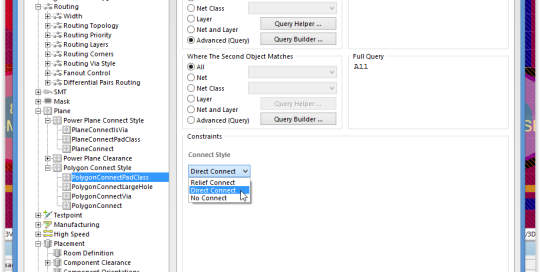 Routing
Width
Routing Topology
Routing Priority
Routing Layers
Routing Corners
Routing Via Style
Fanout Control
Differential Pairs Routing
SMT
Mask
Plane
Power Plane Connect Style
PlaneConnectIsVia
PlaneConnectPadClass
PlaneConnect
Power Plane Clearance
Polygon Connect Style
PolygonConnectPadClass
PolygonConnectLargeHole
PolygonConnectVia
PolygonConnect
Testpoint
Manufacturing
High Speed
Placement
Room Definition
Component Clearance
Component Orientations
Net Class
Layer
Net and Layer
Advanced (Query)
Query Helper ...
Query Builder ...
Where The Second Object Matches
All
Net
Net Class
Layer
Net and Layer
Advanced (Query)
Query Helper ...
Query Builder ...
Full Query
All
Constraints
Connect Style
Direct Connect
Relief Connect
Direct Connect
No Connect